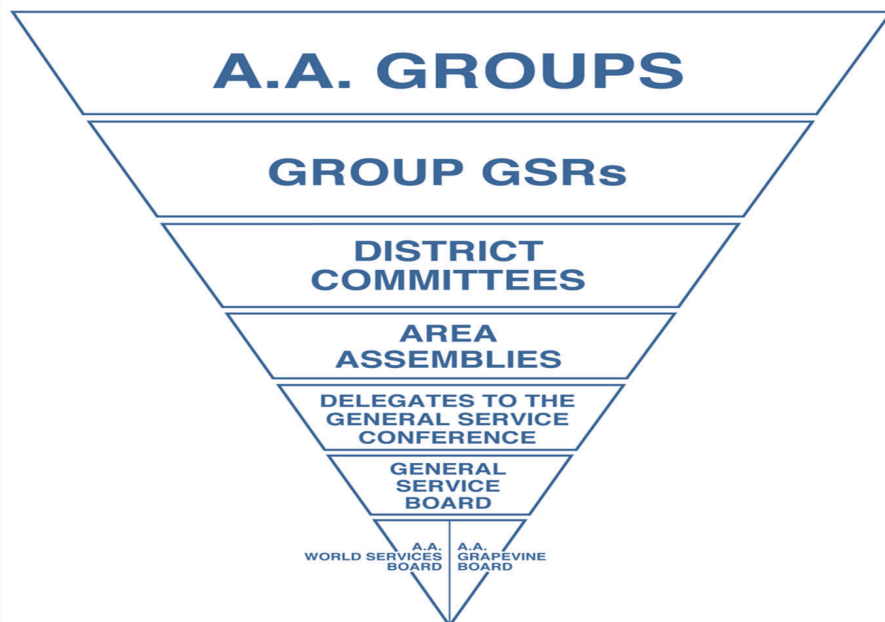 A.A. GROUPS
GROUP GSRs
DISTRICT
COMMITTEES
AREA
ASSEMBLIES
DELEGATES TO THE
GENERAL SERVICE
CONFERENCE
GENERAL
SERVICE
BOARD
A.A.
WORLD SERVICES
BOARD
A.A.
GRAPEVINE
BOARD